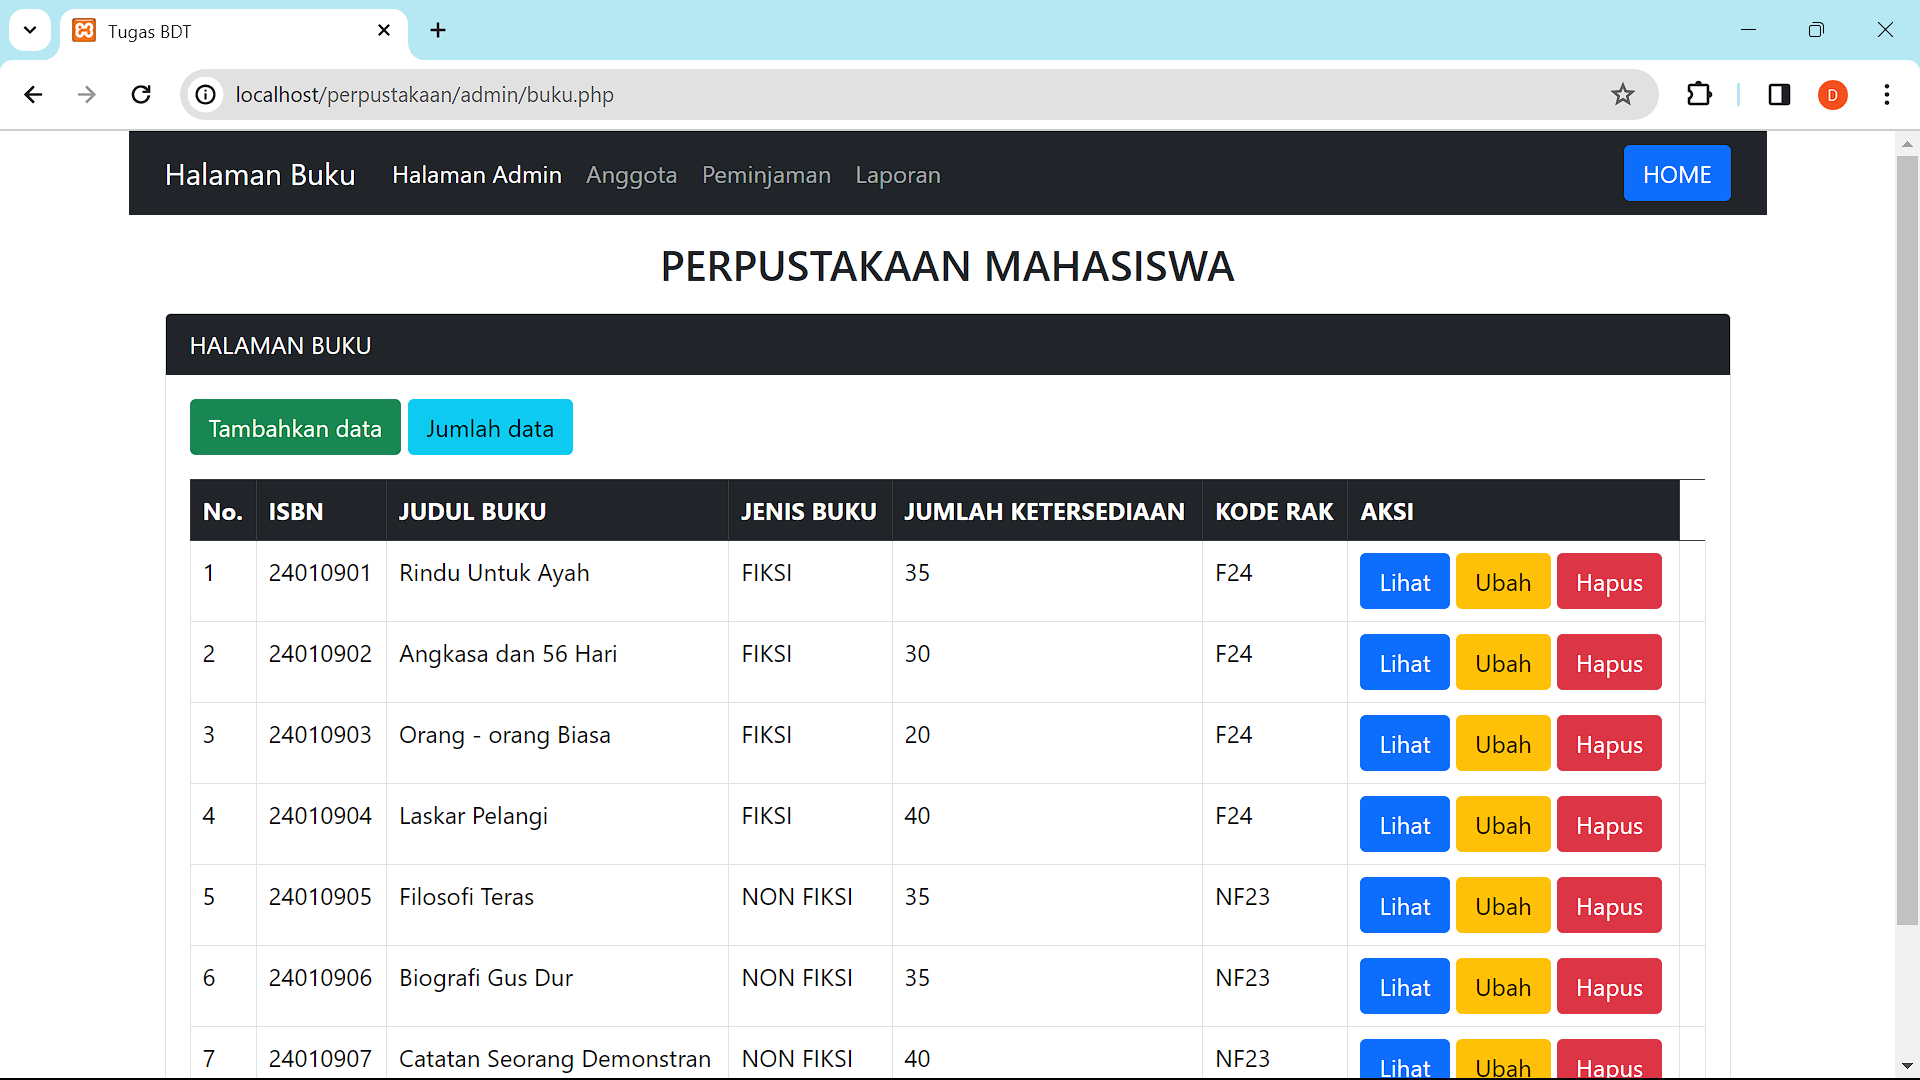 Tugas BDT
localhost/perpustakaan/admin/buku.php
D
Halaman Buku Halaman Admin Anggota Peminjaman Laporan HOME
PERPUSTAKAAN MAHASISWA
HALAMAN BUKU
Tambahkan data Jumlah data
No. ISBN JUDUL BUKU JENIS BUKU JUMLAH KETERSEDIAAN KODE RAK AKSI
1 24010901 Rindu Untuk Ayah FIKSI 35 F24 Lihat Ubah Hapus
2 24010902 Angkasa dan 56 Hari FIKSI 30 F24 Lihat Ubah Hapus
3 24010903 Orang - orang Biasa FIKSI 20 F24 Lihat Ubah Hapus
4 24010904 Laskar Pelangi FIKSI 40 F24 Lihat Ubah Hapus
5 24010905 Filosofi Teras NON FIKSI 35 NF23 Lihat Ubah Hapus
6 24010906 Biografi Gus Dur NON FIKSI 35 NF23 Lihat Ubah Hapus
7 24010907 Catatan Seorang Demonstran NON FIKSI 40 NF23 Lihat Ubah Hapus